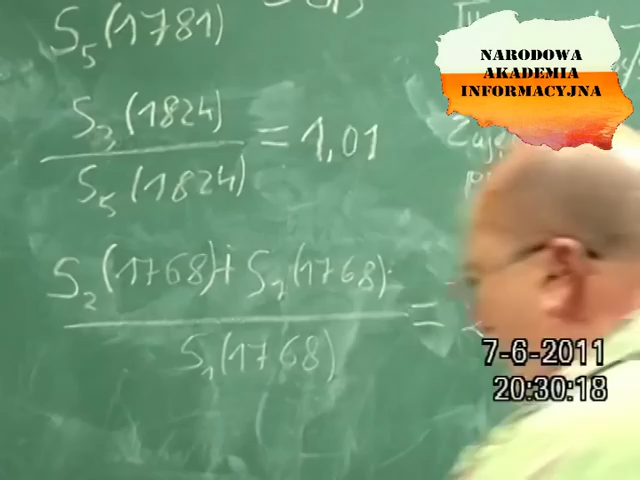 S₅(1781)
NARODOWA
AKADEMIA
INFORMACYJNA
S₃(1824)
S₅(1824)
= 1,01
S₂(1768)+ S₇(1768)
S₁(1768)
=
7-6-2011
20:30:18